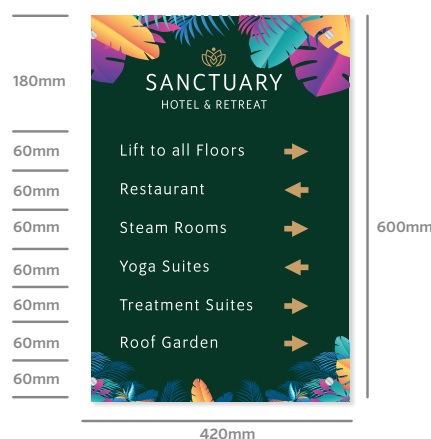 180mm
SANCTUARY
HOTEL & RETREAT
60mm
Lift to all Floors
60mm
Restaurant
60mm
Steam Rooms
600mm
60mm
Yoga Suites
60mm
Treatment Suites
60mm
Roof Garden
60mm
420mm